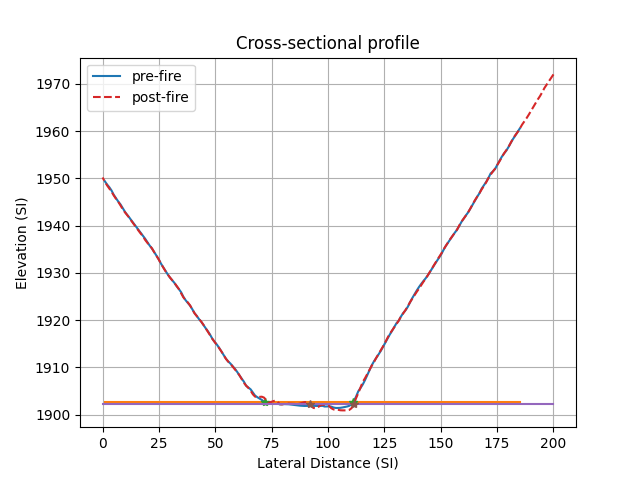 Cross-sectional profile
pre-fire
post-fire
Elevation (SI)
1970
1960
1950
1940
1930
1920
1910
1900
0 25 50 75 100 125 150 175 200
Lateral Distance (SI)